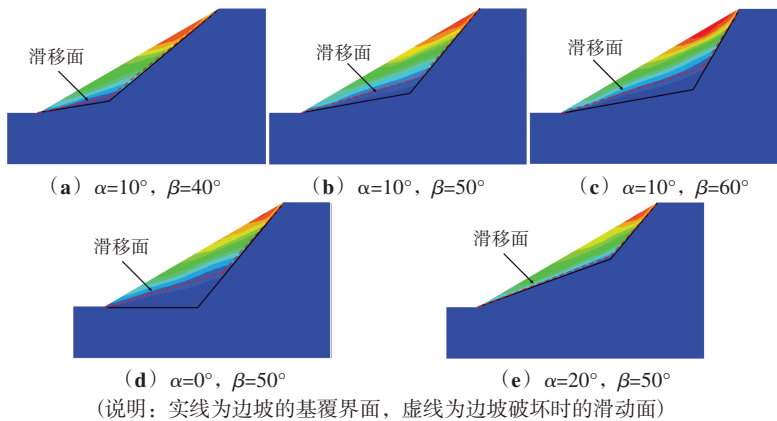 滑移面
滑移面
滑移面
(a) α=10°，β=40°
(b) α=10°，β=50°
(c) α=10°，β=60°
滑移面
滑移面
(d) α=0°，β=50°
(e) α=20°，β=50°
(说明：实线为边坡的基覆界面，虚线为边坡破坏时的滑动面)